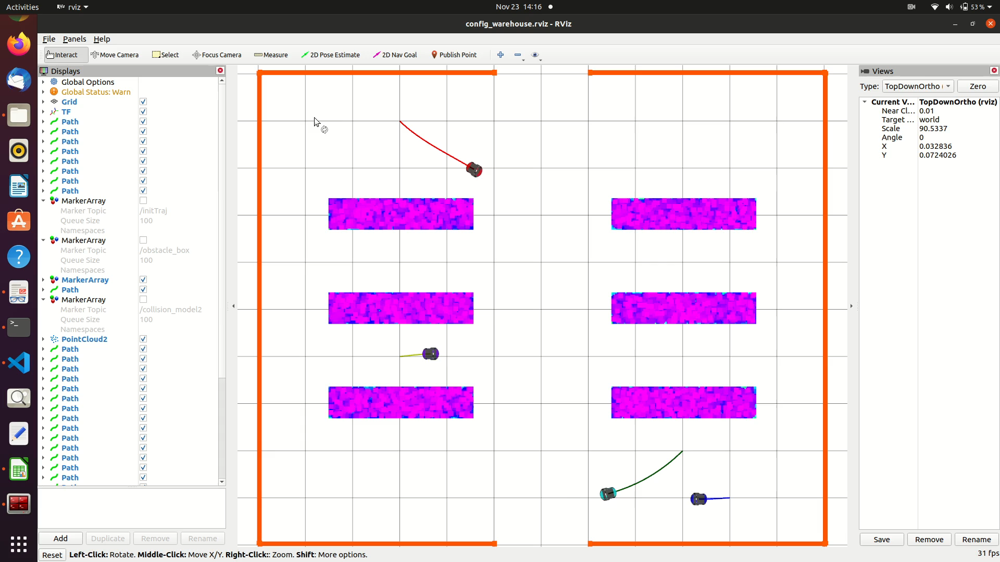 Activities
rviz
Nov 23 14:16
53 %
config_warehouse.rviz - RViz
File Panels Help
Interact Move Camera Select Focus Camera Measure 2D Pose Estimate 2D Nav Goal Publish Point
Displays
Global Options
Global Status: Warn
Grid
TF
Path
Path
Path
Path
Path
Path
Path
Path
MarkerArray
Marker Topic /initTraj
Queue Size 100
Namespaces
MarkerArray
Marker Topic /obstacle_box
Queue Size 100
Namespaces
MarkerArray
Path
MarkerArray
Marker Topic /collision_model2
Queue Size 100
Namespaces
PointCloud2
Path
Path
Path
Path
Path
Path
Path
Path
Path
Path
Path
Path
Path
Path
Add Duplicate Remove Rename
Reset Left-Click: Rotate. Middle-Click: Move X/Y. Right-Click:: Zoom. Shift: More options.
Views
Type: TopDownOrtho ( Zero
Current V... TopDownOrtho (rviz)
Near Cl... 0.01
Target ... world
Scale 90.5337
Angle 0
X 0.032836
Y 0.0724026
Save Remove Rename
31 fps